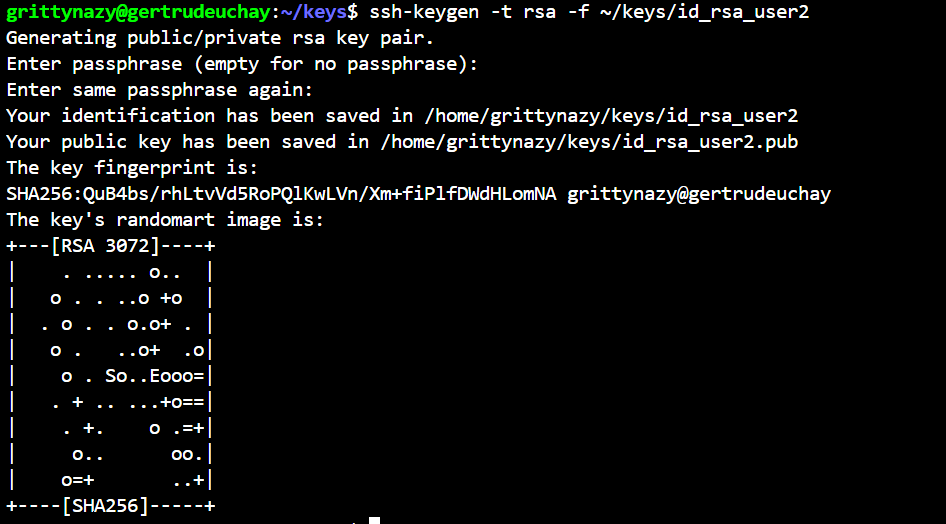 grittynazy@gertrudeuchay:~/keys$ ssh-keygen -t rsa -f ~/keys/id_rsa_user2
Generating public/private rsa key pair.
Enter passphrase (empty for no passphrase):
Enter same passphrase again:
Your identification has been saved in /home/grittynazy/keys/id_rsa_user2
Your public key has been saved in /home/grittynazy/keys/id_rsa_user2.pub
The key fingerprint is:
SHA256:QuB4bs/rhLtvVd5RoPQlKwLVn/Xm+fiPlfDWdHLomNA grittynazy@gertrudeuchay
The key's randomart image is:
+---[RSA 3072]----+
|    . ..... o..  |
|   o . . ..o +o  |
|  . o . . o.o+ . |
|   o .   ..o+  .o|
|    o . So..Eooo=|
|   . + .. ...+o==|
|    . +.    o .=+|
|     o..      oo.|
|    o=+       ..+|
+----[SHA256]-----+